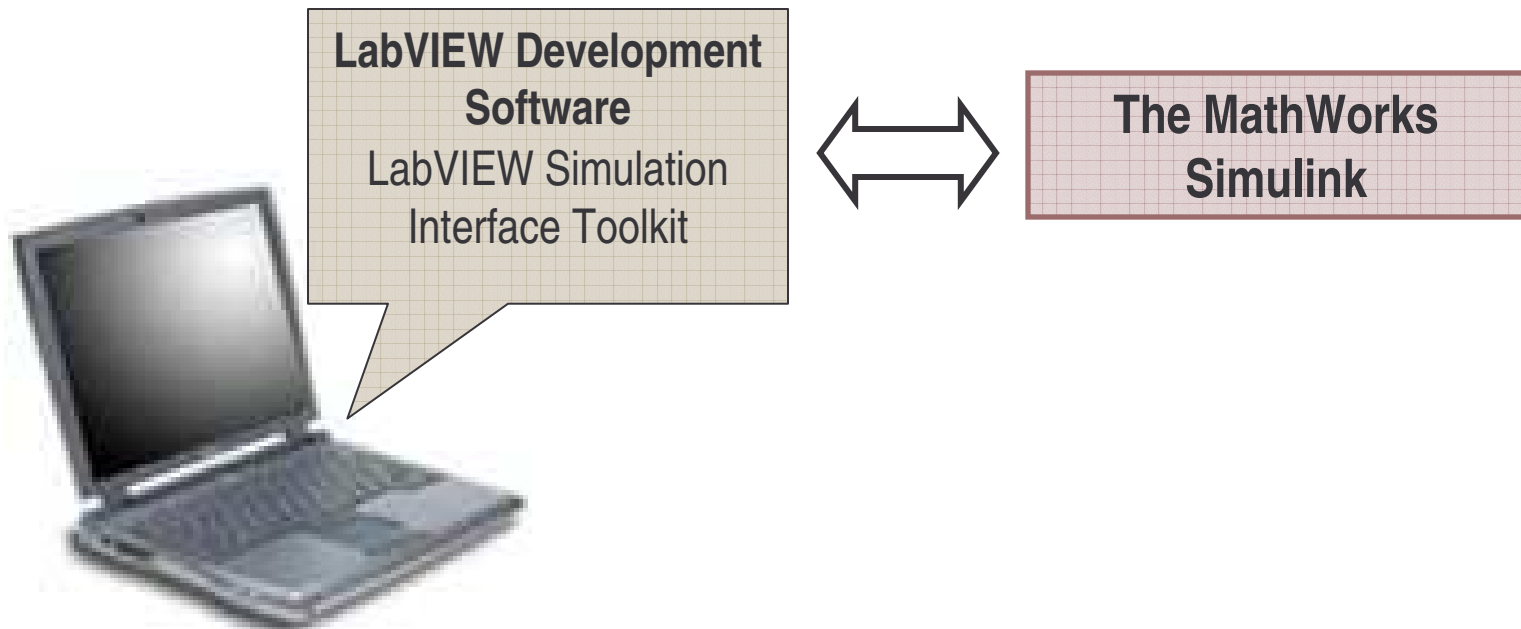 LabVIEW Development
Software
LabVIEW Simulation
Interface Toolkit
The MathWorks
Simulink